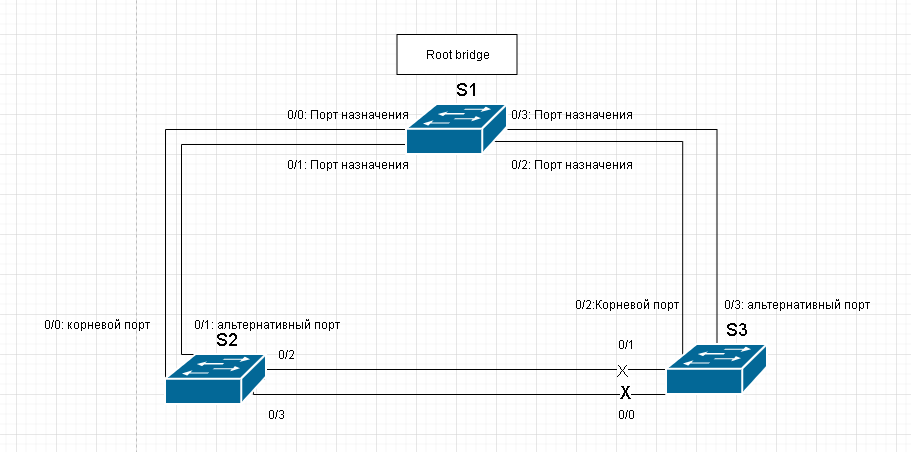 Root bridge
S1
0/0: Порт назначения
0/3: Порт назначения
0/1: Порт назначения
0/2: Порт назначения
0/2:Корневой порт
0/3: альтернативный порт
0/0: корневой порт
0/1: альтернативный порт
S2
S3
0/2
0/1
X
X
0/3
0/0